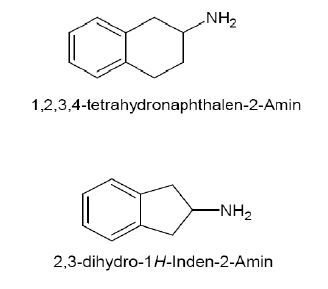 NH2
1,2,3,4-tetrahydronaphthalen-2-Amin
NH2
2,3-dihydro-1H-Inden-2-Amin